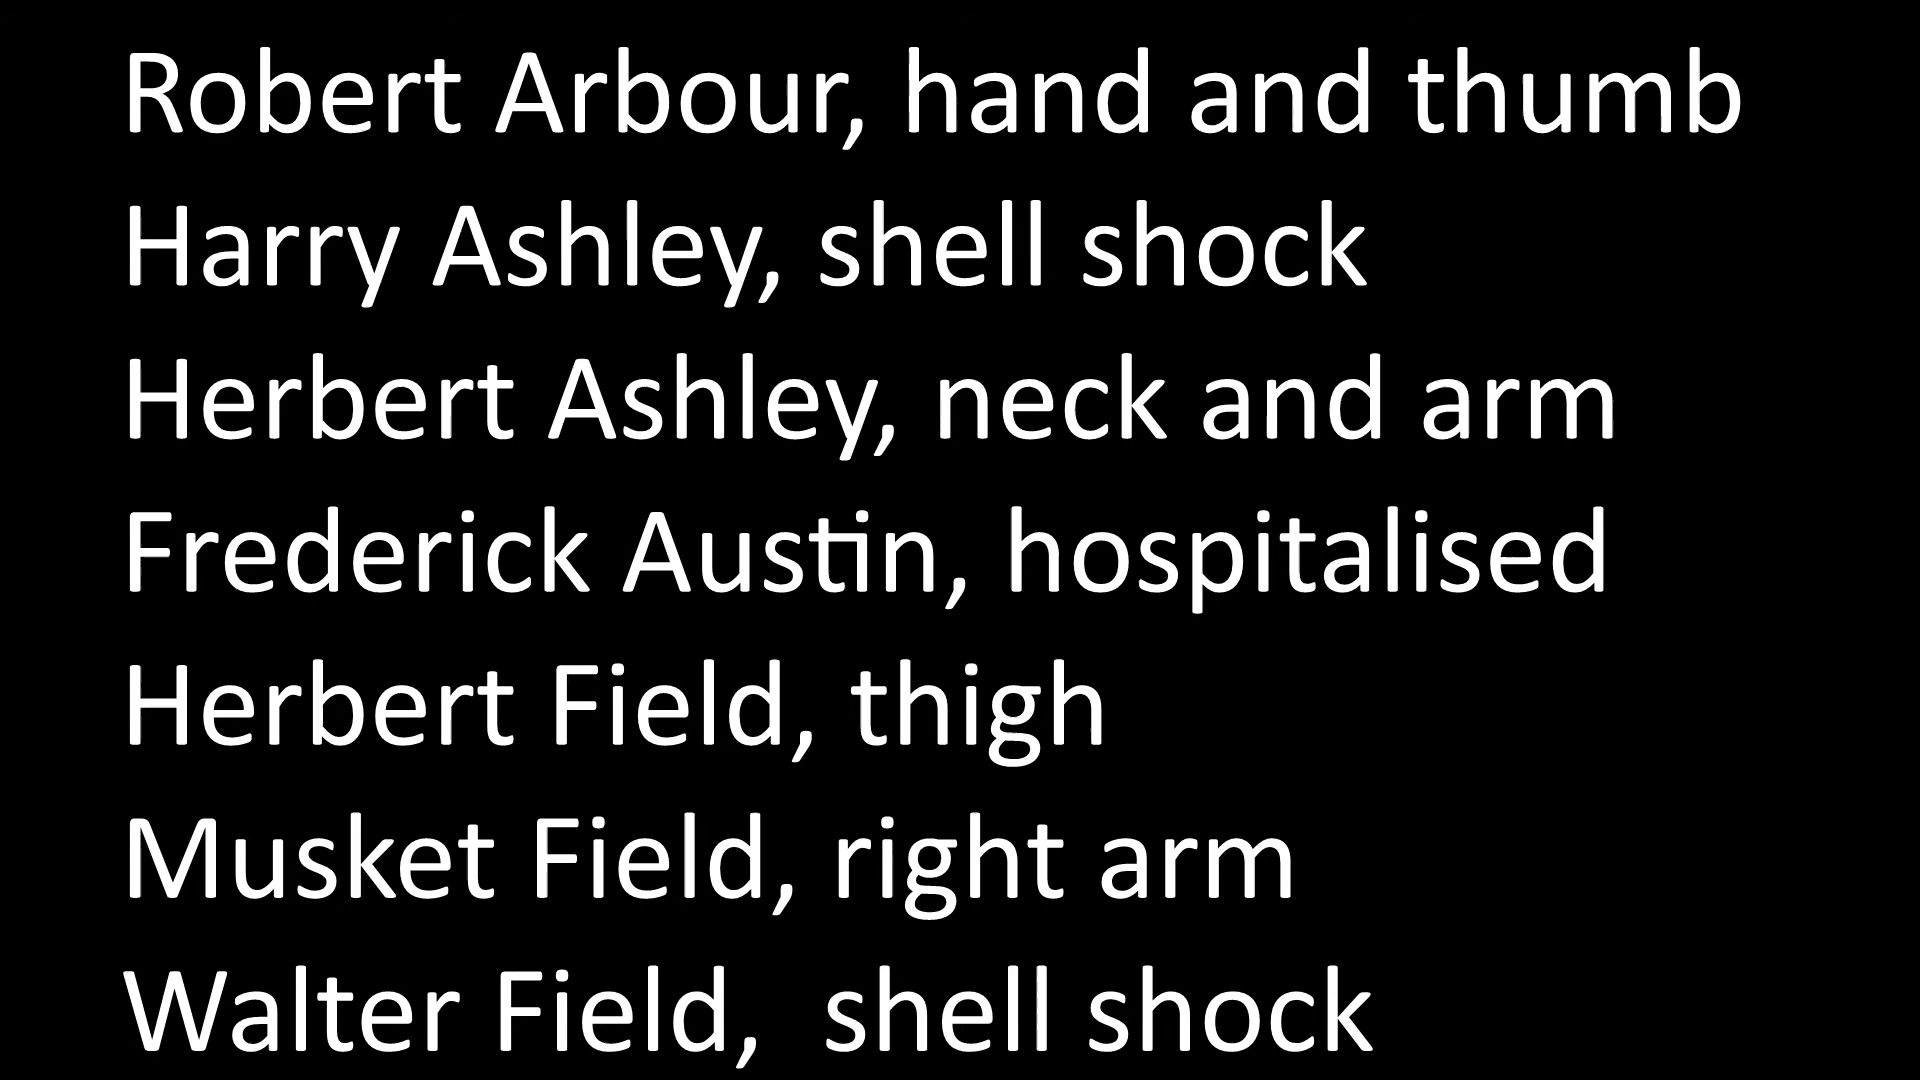 Robert Arbour, hand and thumb
Harry Ashley, shell shock
Herbert Ashley, neck and arm
Frederick Austin, hospitalised
Herbert Field, thigh
Musket Field, right arm
Walter Field,  shell shock